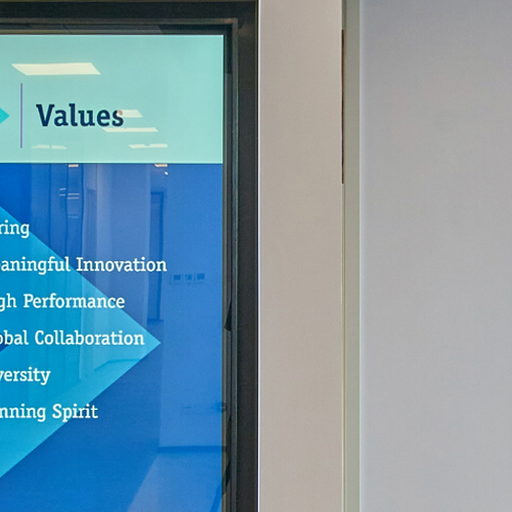 Values
ring
aningful Innovation
gh Performance
obal Collaboration
versity
nning Spirit